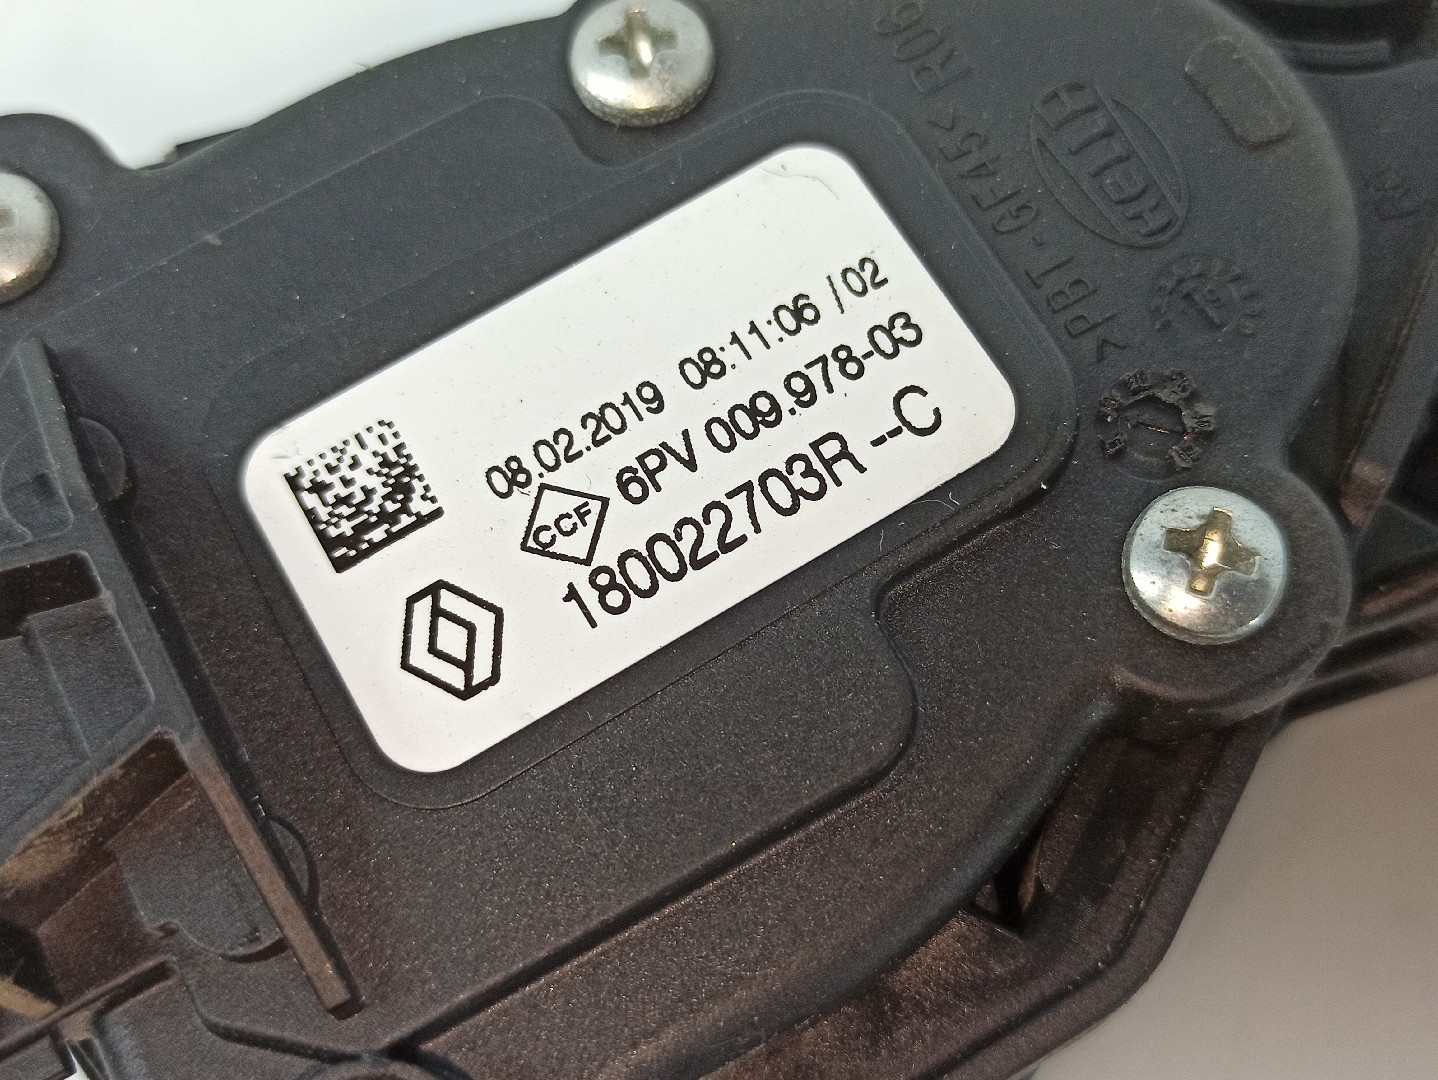 08.02.2019 08:11:06 /02
CCF 6PV 009.978-03
180022703R --C
HELLA
>PBT-GF45< R06